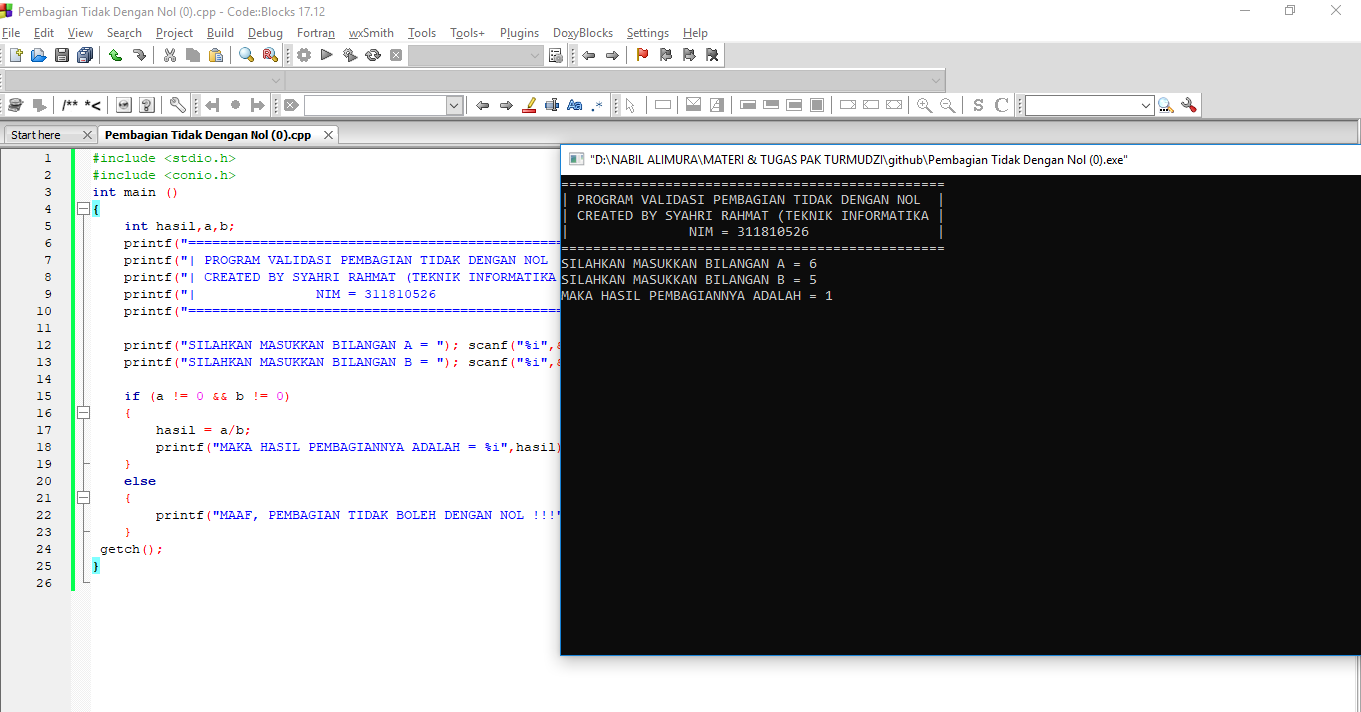 Pembagian Tidak Dengan Nol (0).cpp - Code::Blocks 17.12
File Edit View Search Project Build Debug Fortran wxSmith Tools Tools+ Plugins DoxyBlocks Settings Help
/** *<
Aa .*
S C
Start here
Pembagian Tidak Dengan Nol (0).cpp
1 #include <stdio.h>
2 #include <conio.h>
3 int main ()
4 {
5 int hasil,a,b;
6 printf("===============================================
7 printf("| PROGRAM VALIDASI PEMBAGIAN TIDAK DENGAN NOL
8 printf("| CREATED BY SYAHRI RAHMAT (TEKNIK INFORMATIKA
9 printf("| NIM = 311810526
10 printf("===============================================
11
12 printf("SILAHKAN MASUKKAN BILANGAN A = "); scanf("%i",&
13 printf("SILAHKAN MASUKKAN BILANGAN B = "); scanf("%i",&
14
15 if (a != 0 && b != 0)
16 {
17 hasil = a/b;
18 printf("MAKA HASIL PEMBAGIANNYA ADALAH = %i",hasil)
19 }
20 else
21 {
22 printf("MAAF, PEMBAGIAN TIDAK BOLEH DENGAN NOL !!!"
23 }
24 getch();
25 }
26
"D:\NABIL ALIMURA\MATERI & TUGAS PAK TURMUDZI\github\Pembagian Tidak Dengan Nol (0).exe"
================================================
| PROGRAM VALIDASI PEMBAGIAN TIDAK DENGAN NOL |
| CREATED BY SYAHRI RAHMAT (TEKNIK INFORMATIKA |
| NIM = 311810526 |
================================================
SILAHKAN MASUKKAN BILANGAN A = 6
SILAHKAN MASUKKAN BILANGAN B = 5
MAKA HASIL PEMBAGIANNYA ADALAH = 1